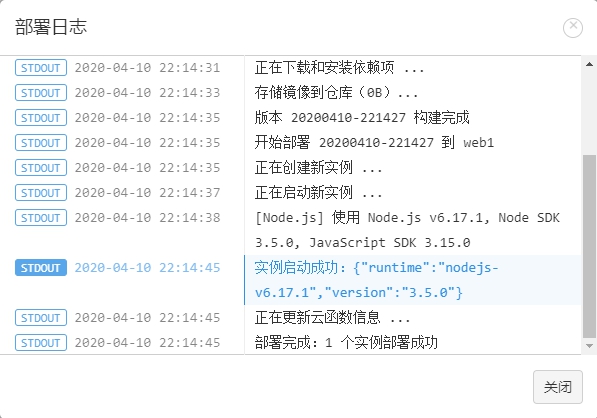 部署日志
STDOUT 2020-04-10 22:14:31 正在下载和安装依赖项 ...
STDOUT 2020-04-10 22:14:33 存储镜像到仓库（0B）...
STDOUT 2020-04-10 22:14:35 版本 20200410-221427 构建完成
STDOUT 2020-04-10 22:14:35 开始部署 20200410-221427 到 web1
STDOUT 2020-04-10 22:14:35 正在创建新实例 ...
STDOUT 2020-04-10 22:14:37 正在启动新实例 ...
STDOUT 2020-04-10 22:14:38 [Node.js] 使用 Node.js v6.17.1, Node SDK
3.5.0, JavaScript SDK 3.15.0
STDOUT 2020-04-10 22:14:45 实例启动成功：{"runtime":"nodejs-
v6.17.1","version":"3.5.0"}
STDOUT 2020-04-10 22:14:45 正在更新云函数信息 ...
STDOUT 2020-04-10 22:14:45 部署完成：1 个实例部署成功
关闭